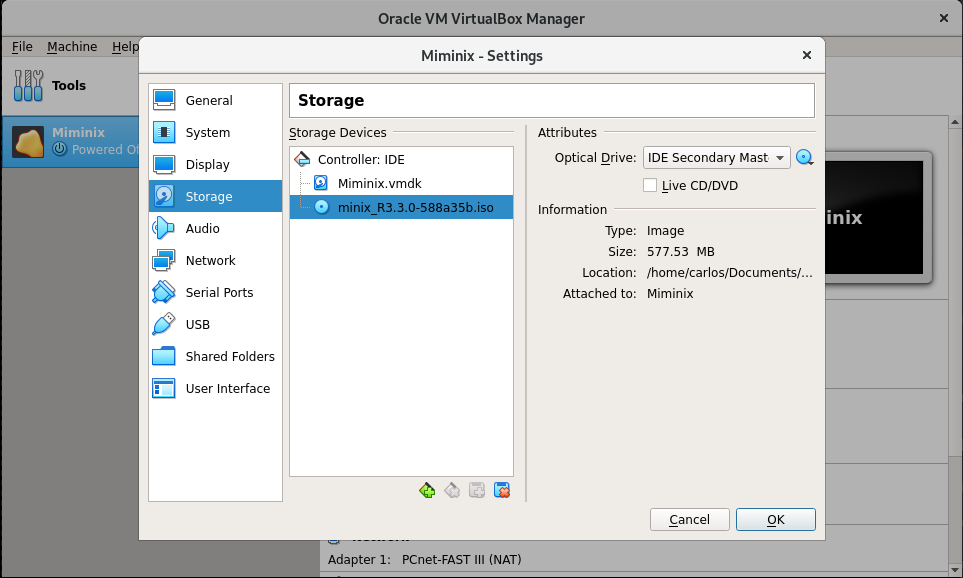 Oracle VM VirtualBox Manager
File Machine Help
Tools
Miminix
Powered Of
inix
Miminix - Settings
General
System
Display
Storage
Audio
Network
Serial Ports
USB
Shared Folders
User Interface
Storage
Storage Devices
Controller: IDE
Miminix.vmdk
minix_R3.3.0-588a35b.iso
Attributes
Optical Drive: IDE Secondary Mast
Live CD/DVD
Information
Type: Image
Size: 577.53 MB
Location: /home/carlos/Documents/...
Attached to: Miminix
Cancel OK
Adapter 1: PCnet-FAST III (NAT)